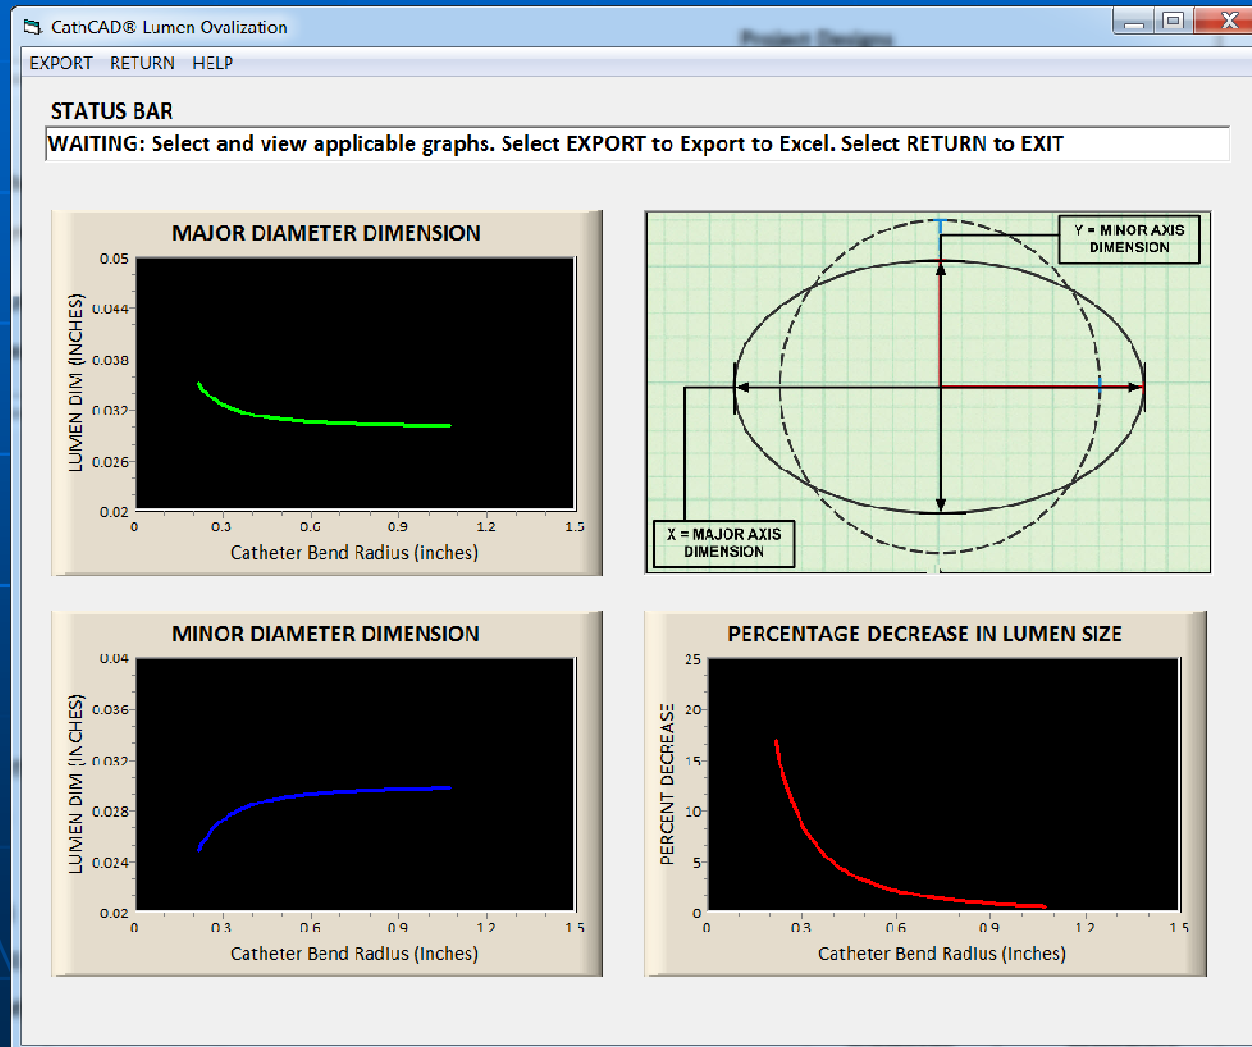 CathCAD® Lumen Ovalization
Project Designs
EXPORT RETURN HELP
STATUS BAR
WAITING: Select and view applicable graphs. Select EXPORT to Export to Excel. Select RETURN to EXIT
MAJOR DIAMETER DIMENSION
LUMEN DIM (INCHES)
0.05
0.044
0.038
0.032
0.026
0.02
0 0.3 0.6 0.9 1.2 1.5
Catheter Bend Radius (inches)
Y = MINOR AXIS
DIMENSION
X = MAJOR AXIS
DIMENSION
MINOR DIAMETER DIMENSION
LUMEN DIM (INCHES)
0.04
0.036
0.032
0.028
0.024
0.02
0 0.3 0.6 0.9 1.2 1.5
Catheter Bend Radius (inches)
PERCENTAGE DECREASE IN LUMEN SIZE
PERCENT DECREASE
25
20
15
10
5
0
0 0.3 0.6 0.9 1.2 1.5
Catheter Bend Radius (inches)